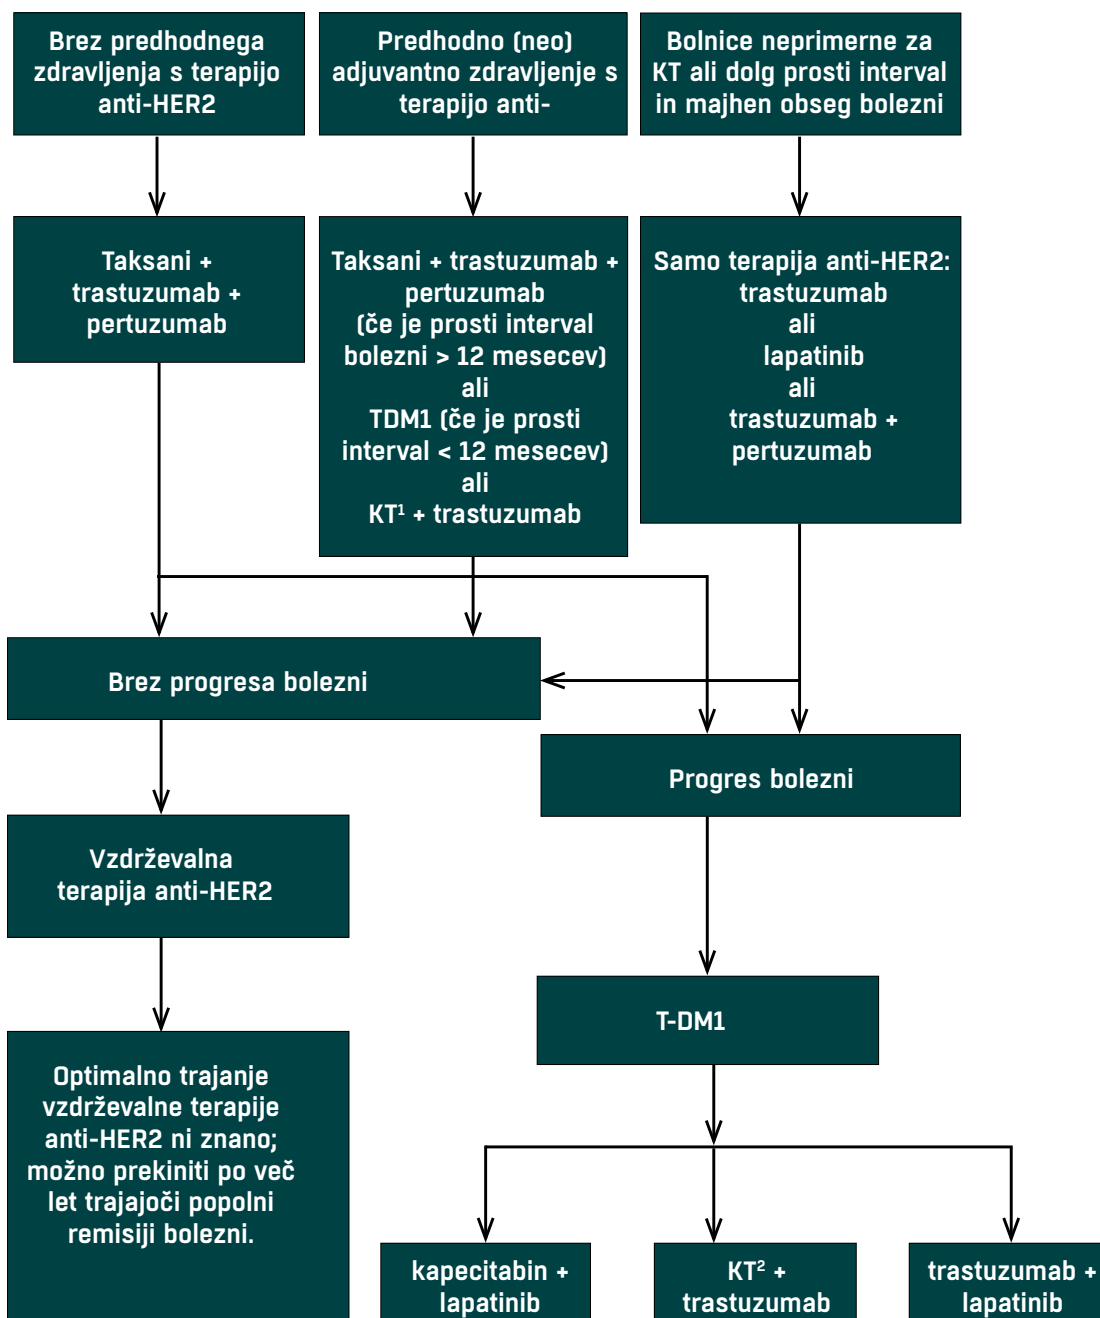 Brez predhodnega
zdravljenja s terapijo
anti-HER2
Predhodno (neo)
adjuvantno zdravljenje s
terapijo anti-
Bolnice neprimerne za
KT ali dolg prosti interval
in majhen obseg bolezni
Taksani +
trastuzumab +
pertuzumab
Taksani + trastuzumab +
pertuzumab
(če je prosti interval
bolezni > 12 mesecev)
ali
TDM1 (če je prosti
interval < 12 mesecev)
ali
KT¹ + trastuzumab
Samo terapija anti-HER2:
trastuzumab
ali
lapatinib
ali
trastuzumab +
pertuzumab
Brez progresa bolezni
Progres bolezni
Vzdrževalna
terapija anti-HER2
T-DM1
Optimalno trajanje
vzdrževalne terapije
anti-HER2 ni znano;
možno prekiniti po več
let trajajoči popolni
remisiji bolezni.
kapecitabin +
lapatinib
KT² +
trastuzumab
trastuzumab +
lapatinib